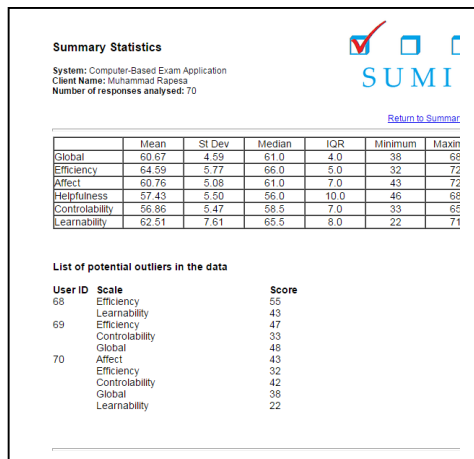 Summary Statistics
SUMI
System: Computer-Based Exam Application
Client Name: Muhammad Rapesa
Number of responses analysed: 70
Return to Summar
Mean St Dev Median IQR Minimum Maxim
Global 60.67 4.59 61.0 4.0 38 68
Efficiency 64.59 5.77 66.0 5.0 32 72
Affect 60.76 5.08 61.0 7.0 43 72
Helpfulness 57.43 5.50 56.0 10.0 46 68
Controlability 56.86 5.47 58.5 7.0 33 65
Learnability 62.51 7.61 65.5 8.0 22 71
List of potential outliers in the data
User ID Scale Score
68 Efficiency 55
Learnability 43
69 Efficiency 47
Controlability 33
Global 48
70 Affect 43
Efficiency 32
Controlability 42
Global 38
Learnability 22